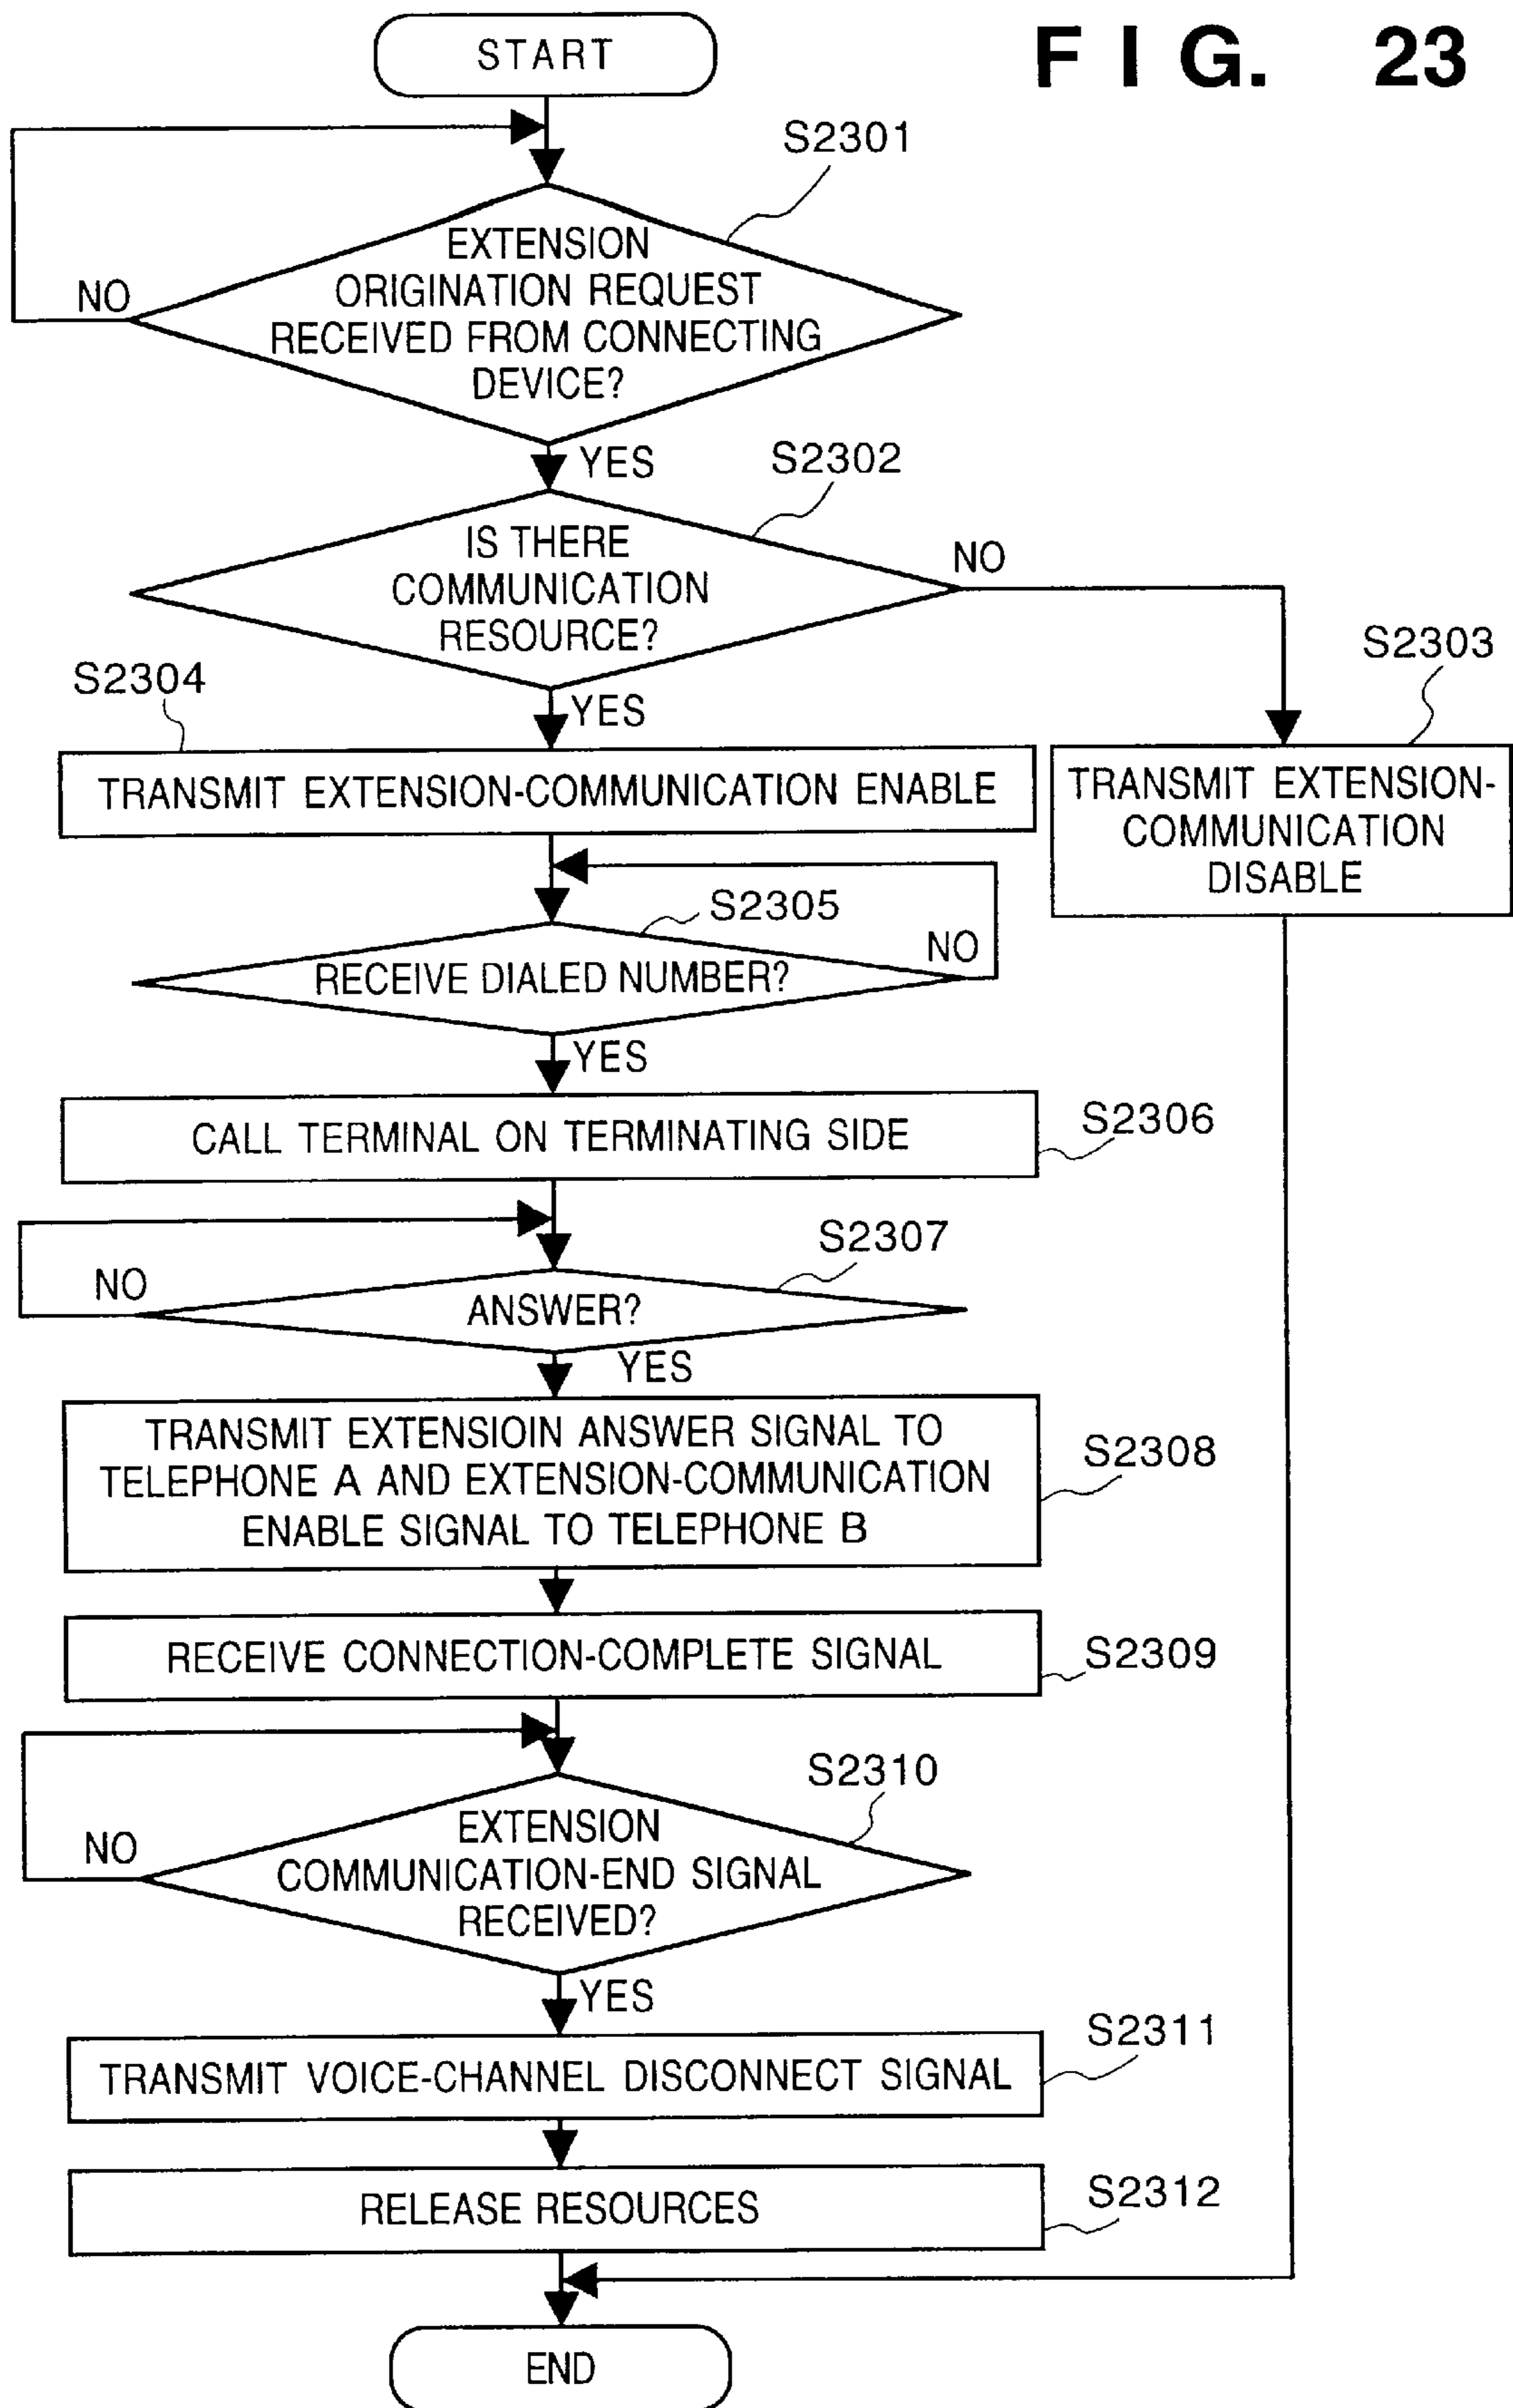 FIG. 23
START
S2301
EXTENSION
ORIGINATION REQUEST
RECEIVED FROM CONNECTING
DEVICE?
NO
YES
S2302
IS THERE
COMMUNICATION
RESOURCE?
NO
S2303
S2304
YES
TRANSMIT EXTENSION-COMMUNICATION ENABLE
TRANSMIT EXTENSION-
COMMUNICATION
DISABLE
S2305
NO
RECEIVE DIALED NUMBER?
YES
CALL TERMINAL ON TERMINATING SIDE
S2306
S2307
NO
ANSWER?
YES
TRANSMIT EXTENSIOIN ANSWER SIGNAL TO
TELEPHONE A AND EXTENSION-COMMUNICATION
ENABLE SIGNAL TO TELEPHONE B
S2308
RECEIVE CONNECTION-COMPLETE SIGNAL
S2309
S2310
NO
EXTENSION
COMMUNICATION-END SIGNAL
RECEIVED?
YES
S2311
TRANSMIT VOICE-CHANNEL DISCONNECT SIGNAL
S2312
RELEASE RESOURCES
END